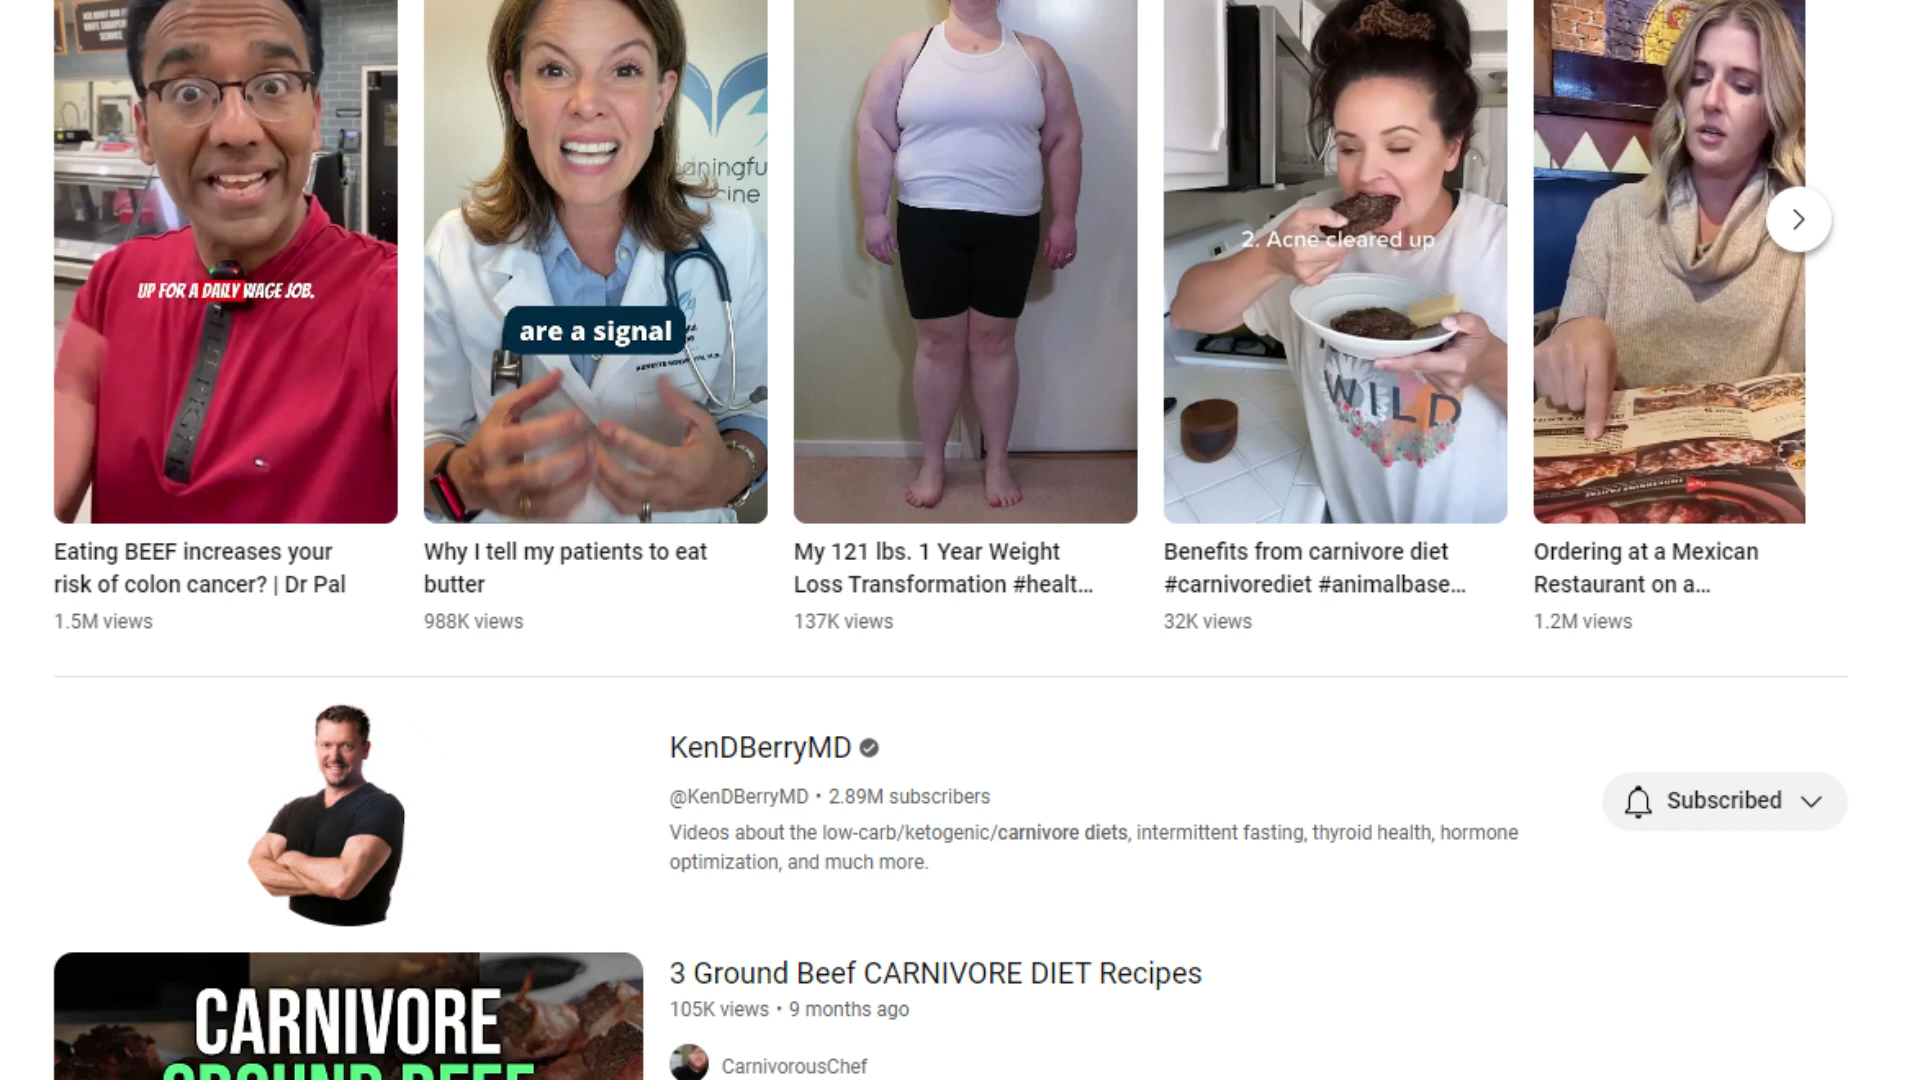 UP FOR A DAILY WAGE JOB.
aningfu
cine
are a signal
2. Acne cleared up
WILD
Eating BEEF increases your
risk of colon cancer? | Dr Pal
1.5M views
Why I tell my patients to eat
butter
988K views
My 121 lbs. 1 Year Weight
Loss Transformation #healt...
137K views
Benefits from carnivore diet
#carnivorediet #animalbase...
32K views
Ordering at a Mexican
Restaurant on a...
1.2M views
KenDBerryMD
@KenDBerryMD • 2.89M subscribers
Videos about the low-carb/ketogenic/carnivore diets, intermittent fasting, thyroid health, hormone
optimization, and much more.
Subscribed
3 Ground Beef CARNIVORE DIET Recipes
105K views • 9 months ago
CarnivorousChef
CARNIVORE
GROUND BEEF